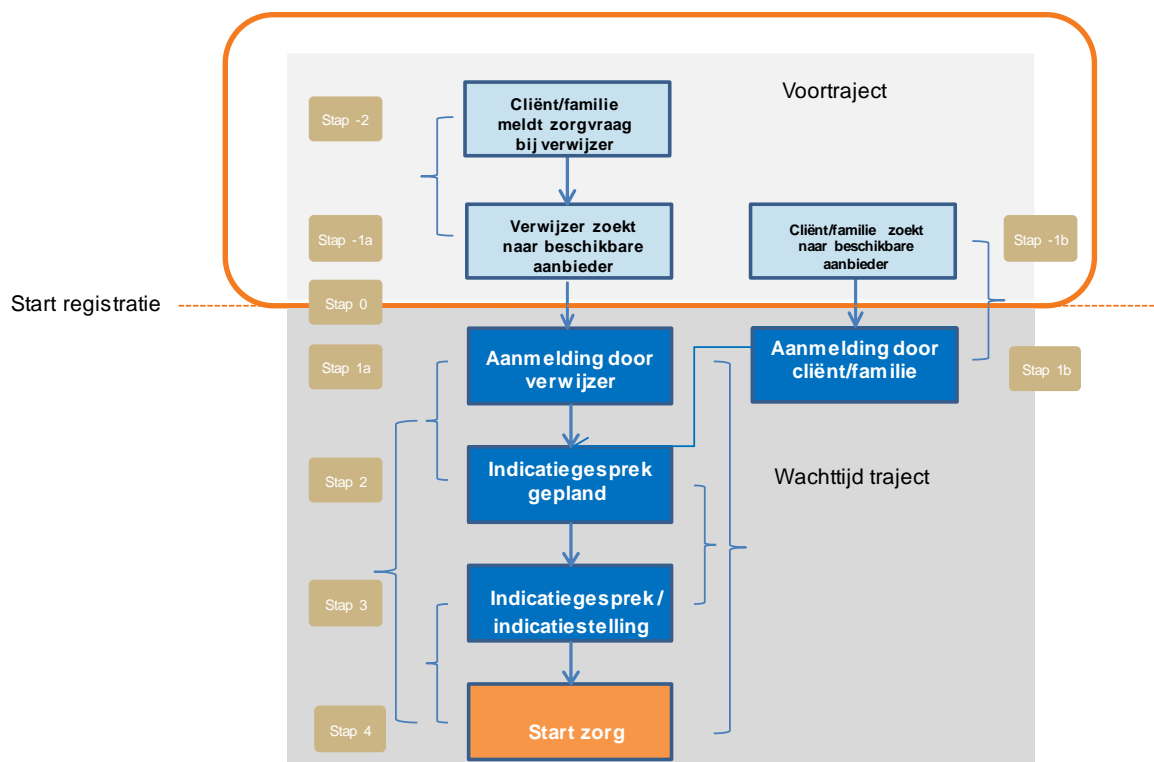 Voortraject
Stap -2
Cliënt/familie
meldt zorgvraag
bij verwijzer
Stap -1a
Verwijzer zoekt
naar beschikbare
aanbieder
Cliënt/familie zoekt
naar beschikbare
aanbieder
Stap -1b
Start registratie
Stap 0
Stap 1a
Aanmelding door
verwijzer
Aanmelding door
cliënt/familie
Stap 1b
Stap 2
Indicatiegesprek
gepland
Wachttijd traject
Stap 3
Indicatiegesprek/
indicatiestelling
Stap 4
Start zorg